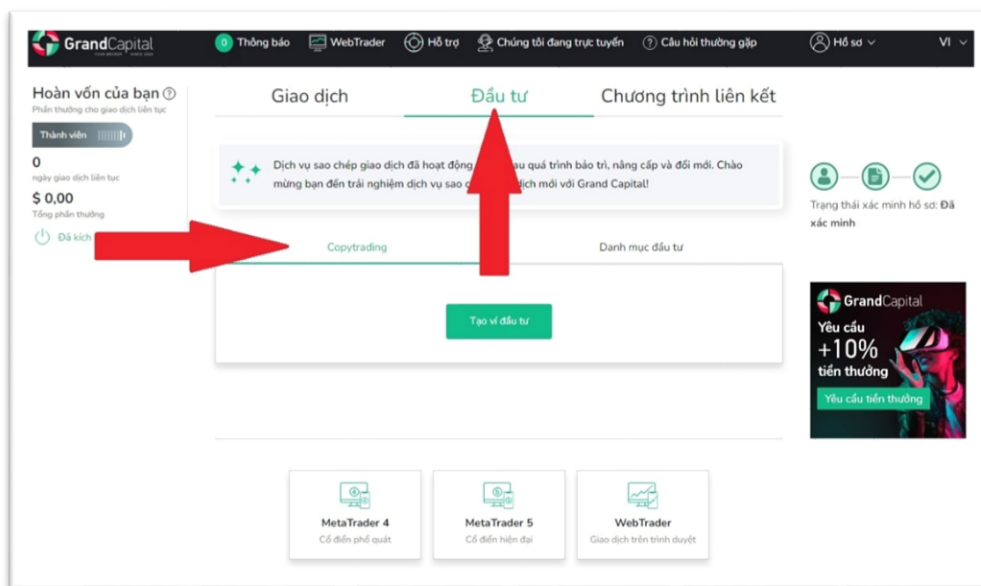 GrandCapital
0 Thông báo
WebTrader
Hỗ trợ
Chúng tôi đang trực tuyến
Câu hỏi thường gặp
Hồ sơ
VI
Hoàn vốn của bạn
Phần thưởng cho giao dịch liên tục
Thành viên
0
ngày giao dịch liên tục
$ 0,00
Tổng phần thưởng
Đã kích
Giao dịch
Đầu tư
Chương trình liên kết
Dịch vụ sao chép giao dịch đã hoạt động au quá trình bảo trì, nâng cấp và đổi mới. Chào
mừng bạn đến trải nghiệm dịch vụ sao dịch mới với Grand Capital!
Copytrading
Danh mục đầu tư
Tạo ví đầu tư
Trạng thái xác minh hồ sơ: Đã
xác minh
GrandCapital
Yêu cầu
+10%
tiền thưởng
Yêu cầu tiền thưởng
MetaTrader 4
Cổ điển phổ quát
MetaTrader 5
Cổ điển hiện đại
WebTrader
Giao dịch trên trình duyệt